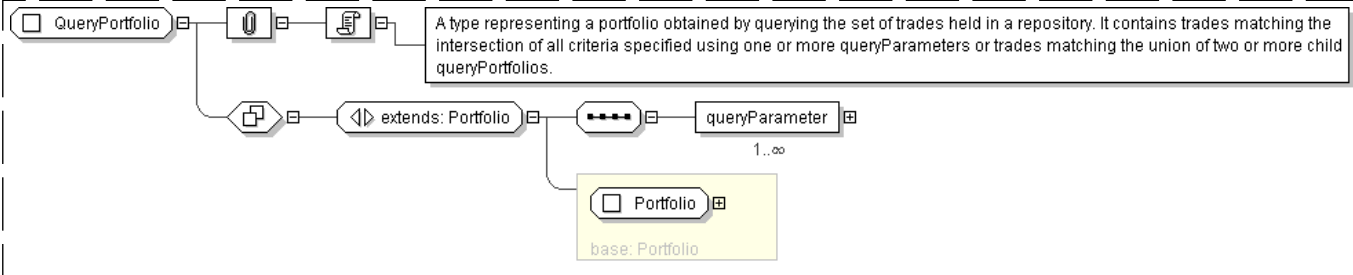 QueryPortfolio
A type representing a portfolio obtained by querying the set of trades held in a repository. It contains trades matching the
intersection of all criteria specified using one or more queryParameters or trades matching the union of two or more child
queryPortfolios.
extends: Portfolio
queryParameter
1..∞
Portfolio
base: Portfolio